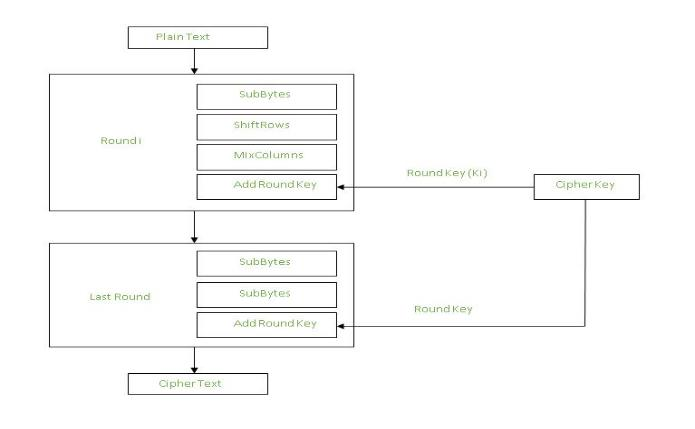 Plain Text
SubBytes
ShiftRows
Round i
MixColumns
Round Key (Ki)
Add Round Key
Cipher Key
SubBytes
Last Round
SubBytes
Round Key
Add Round Key
Cipher Text